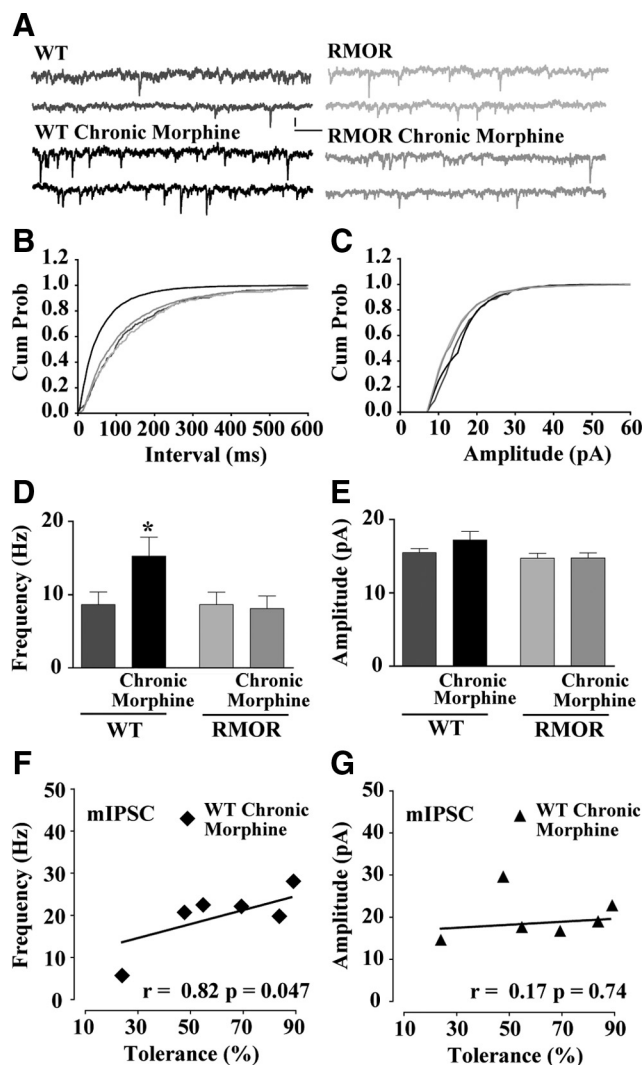 A
WT
RMOR
WT Chronic Morphine
RMOR Chronic Morphine
B
Cum Prob
1.2
1.0
0.8
0.6
0.4
0.2
0.0
0 100 200 300 400 500 600
Interval (ms)
C
Cum Prob
1.2
1.0
0.8
0.6
0.4
0.2
0.0
0 10 20 30 40 60
Amplitude (pA)
D
Frequency (Hz)
20
10
0
*
Chronic Morphine
Chronic Morphine
WT
RMOR
E
Amplitude (pA)
20
10
0
Chronic Morphine
Chronic Morphine
WT
RMOR
F
Frequency (Hz)
50
40
30
20
10
0
mIPSC
WT Chronic
Morphine
r = 0.82 p = 0.047
10 30 50 70 90
Tolerance (%)
G
Amplitude (pA)
50
40
30
20
10
0
mIPSC
WT Chronic
Morphine
r = 0.17 p = 0.74
10 30 50 70 90
Tolerance (%)